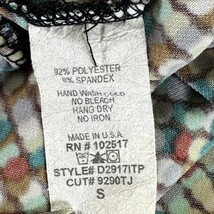 92% POLYESTER
8% SPANDEX
HAND WASH COLD
NO BLEACH
HANG DRY
NO IRON
MADE IN U.S.A.
RN # 102517
STYLE# D2917ITP
CUT# 9290TJ
S